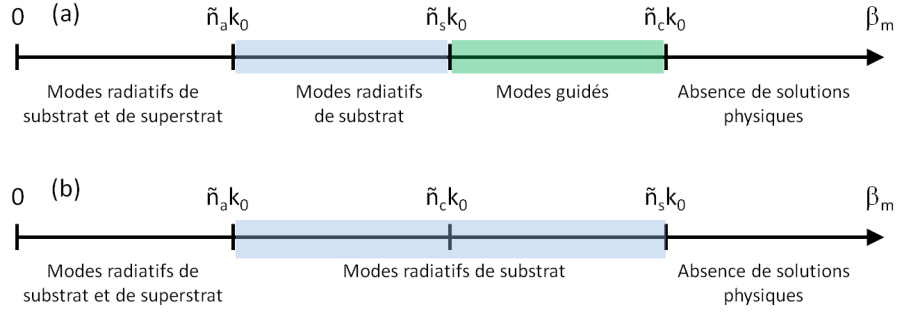 0 (a) ñₐk₀ ñₛk₀ ñ꜀k₀ βₘ
Modes radiatifs de substrat et de superstrat
Modes radiatifs de substrat
Modes guidés
Absence de solutions physiques
0 (b) ñₐk₀ ñ꜀k₀ ñₛk₀ βₘ
Modes radiatifs de substrat et de superstrat
Modes radiatifs de substrat
Absence de solutions physiques